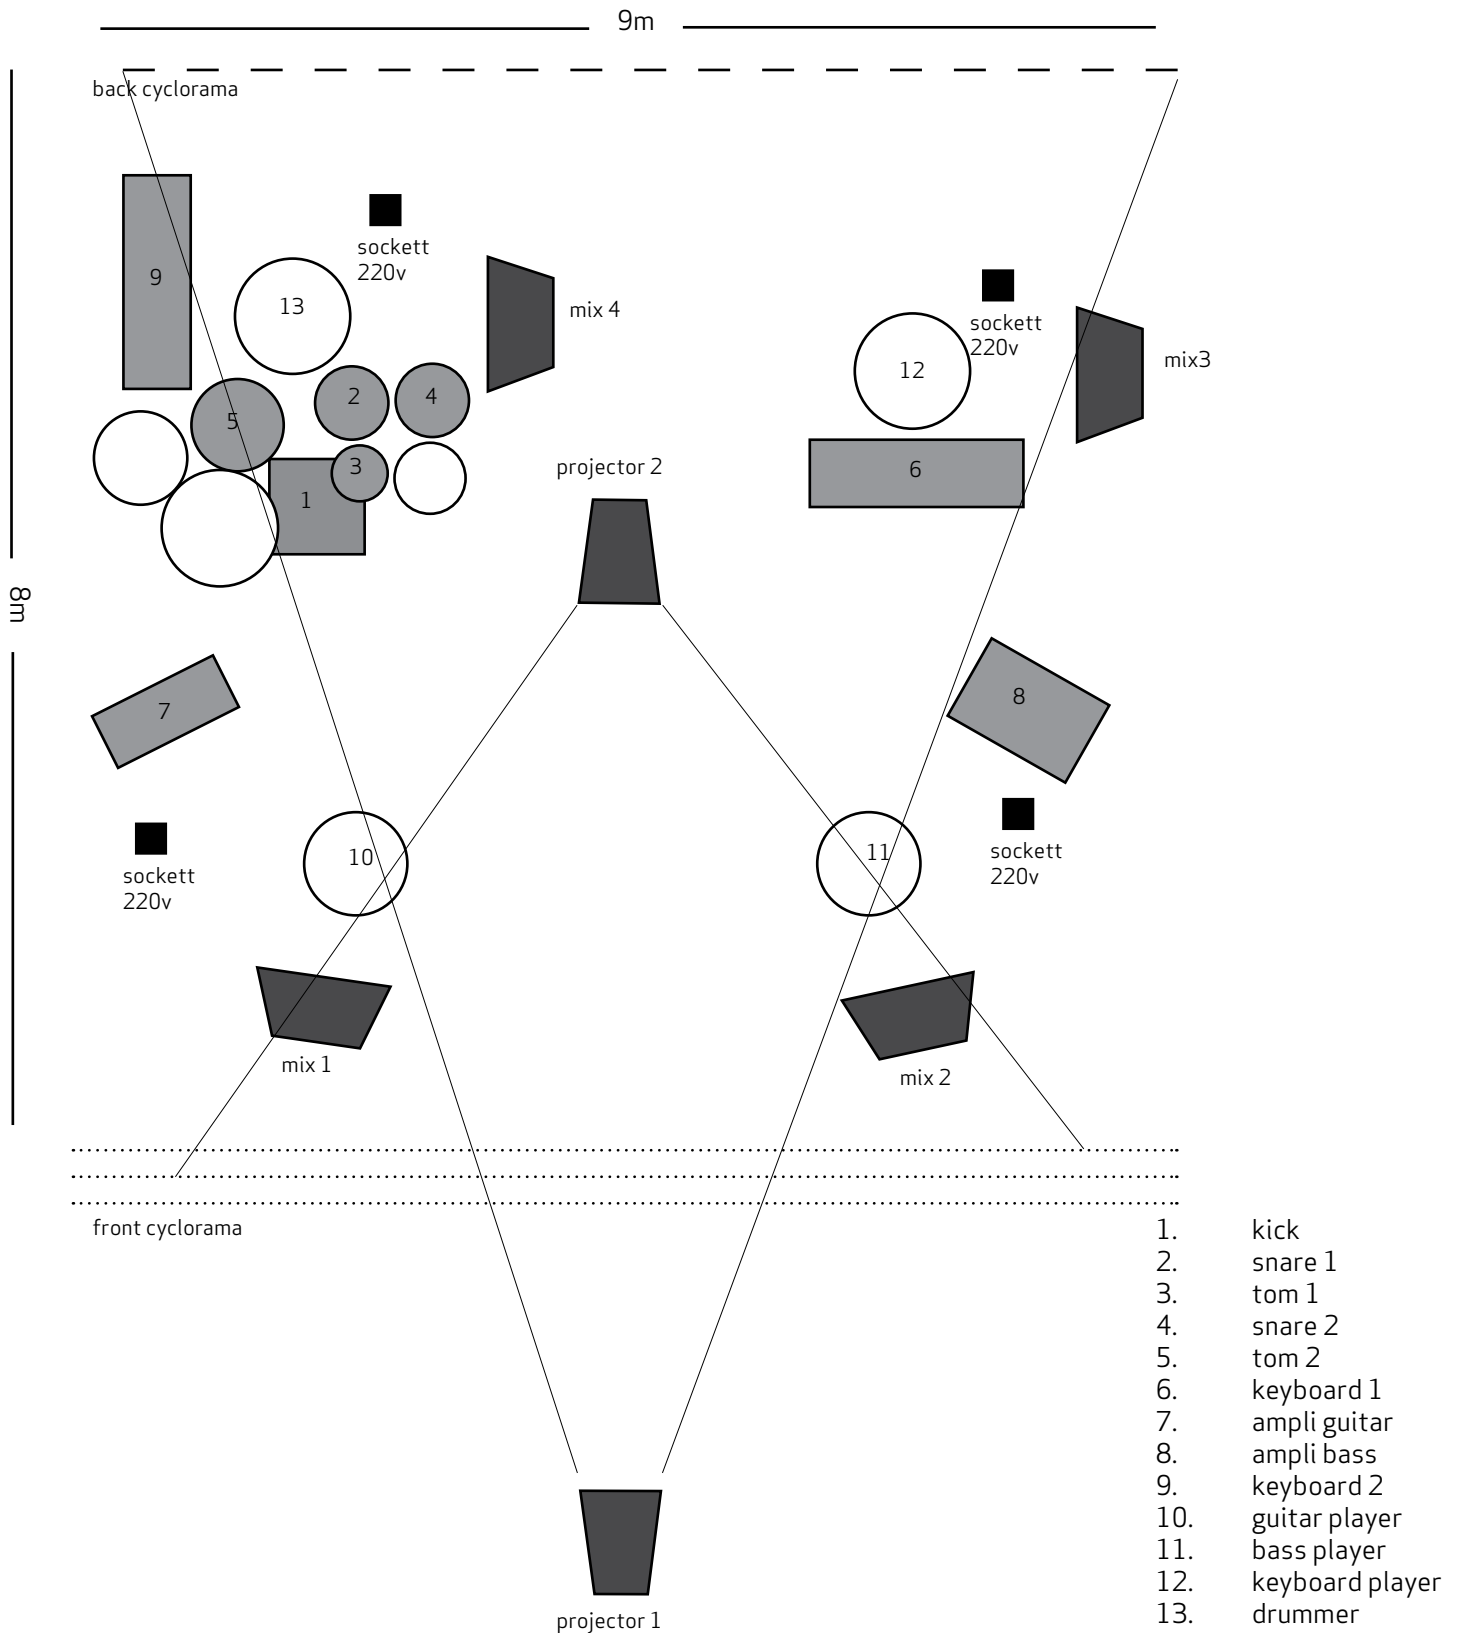 9m
back cyclorama
sockett
220v
9
13
mix 4
sockett
220v
mix3
12
2
4
5
projector 2
3
6
1
8m
8
7
10
11
sockett
220v
sockett
220v
mix 1
mix 2
front cyclorama
1. kick
2. snare 1
3. tom 1
4. snare 2
5. tom 2
6. keyboard 1
7. ampli guitar
8. ampli bass
9. keyboard 2
10. guitar player
11. bass player
12. keyboard player
13. drummer
projector 1